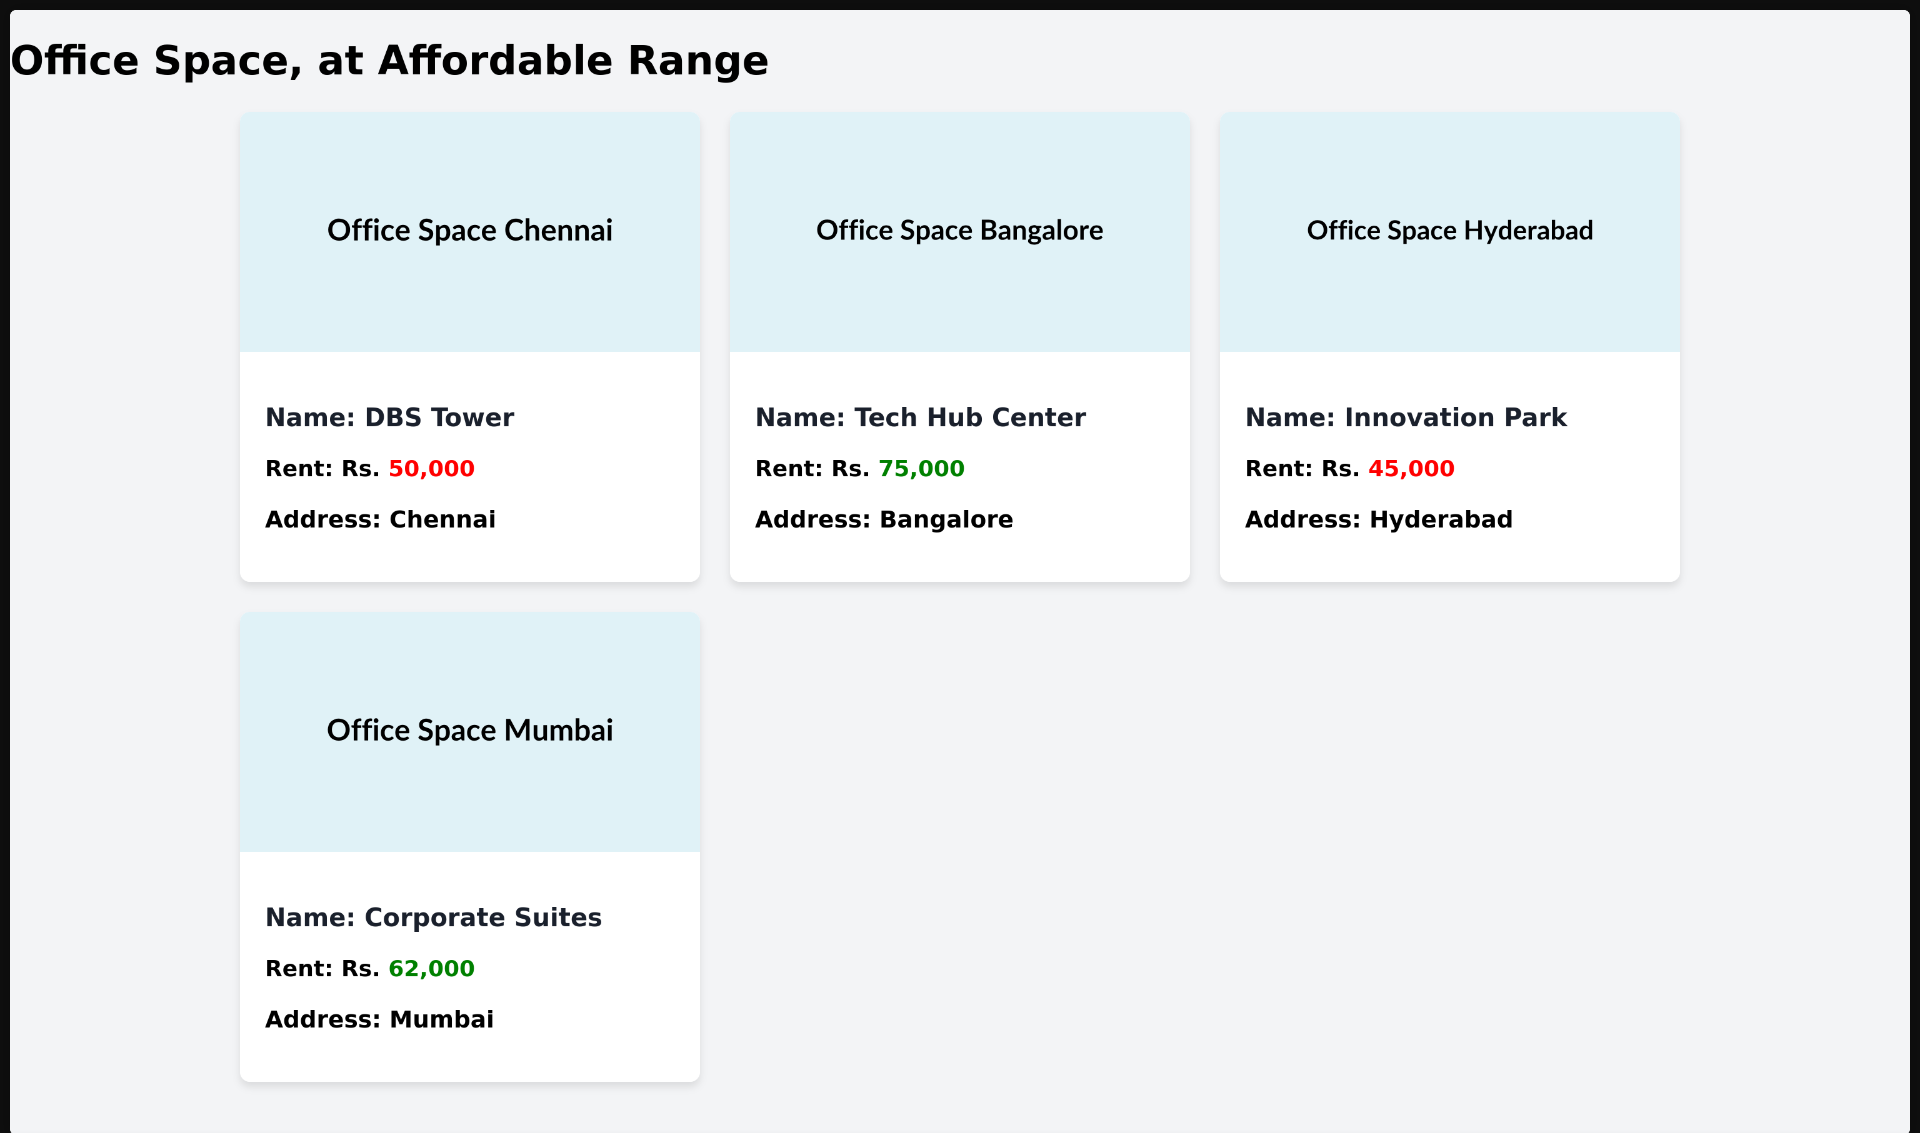 Office Space, at Affordable Range
Office Space Chennai
Name: DBS Tower
Rent: Rs. 50,000
Address: Chennai
Office Space Bangalore
Name: Tech Hub Center
Rent: Rs. 75,000
Address: Bangalore
Office Space Hyderabad
Name: Innovation Park
Rent: Rs. 45,000
Address: Hyderabad
Office Space Mumbai
Name: Corporate Suites
Rent: Rs. 62,000
Address: Mumbai